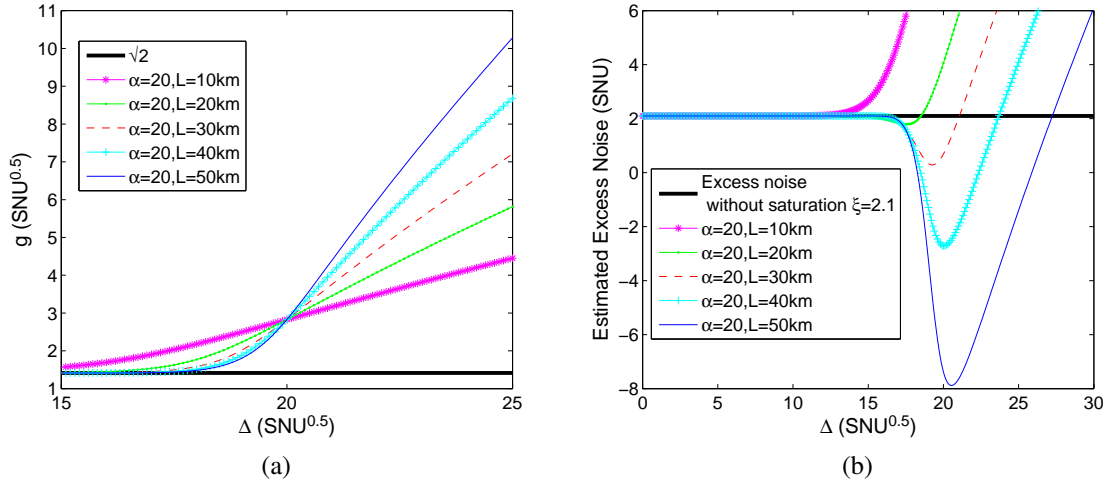 11
10
9
8
7
6
5
4
3
2
1
g (SNU^0.5)
√2
α=20,L=10km
α=20,L=20km
α=20,L=30km
α=20,L=40km
α=20,L=50km
15 20 25
Δ (SNU^0.5)
(a)
6
4
2
0
−2
−4
−6
−8
Estimated Excess Noise (SNU)
Excess noise
without saturation ξ=2.1
α=20,L=10km
α=20,L=20km
α=20,L=30km
α=20,L=40km
α=20,L=50km
0 5 10 15 20 25 30
Δ (SNU^0.5)
(b)